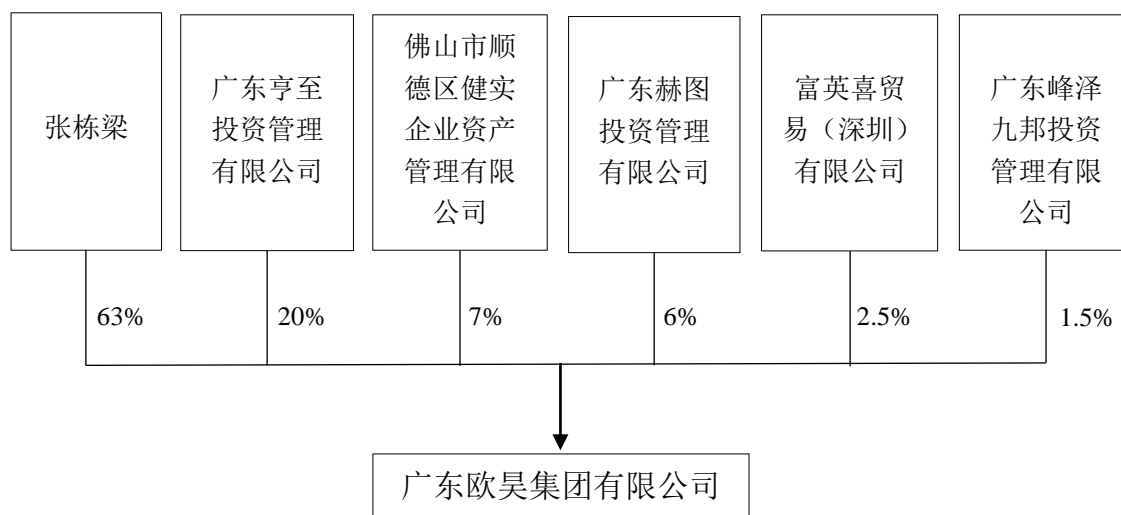 张栋梁
广东亨至
投资管理
有限公司
佛山市顺
德区健实
企业资产
管理有限
公司
广东赫图
投资管理
有限公司
富英喜贸
易（深圳）
有限公司
广东峰泽
九邦投资
管理有限
公司
63%
20%
7%
6%
2.5%
1.5%
广东欧昊集团有限公司